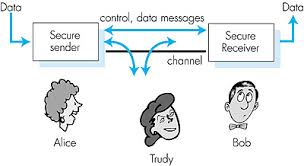 Data
control, data messages
Data
Secure
sender
Secure
Receiver
channel
Alice
Trudy
Bob